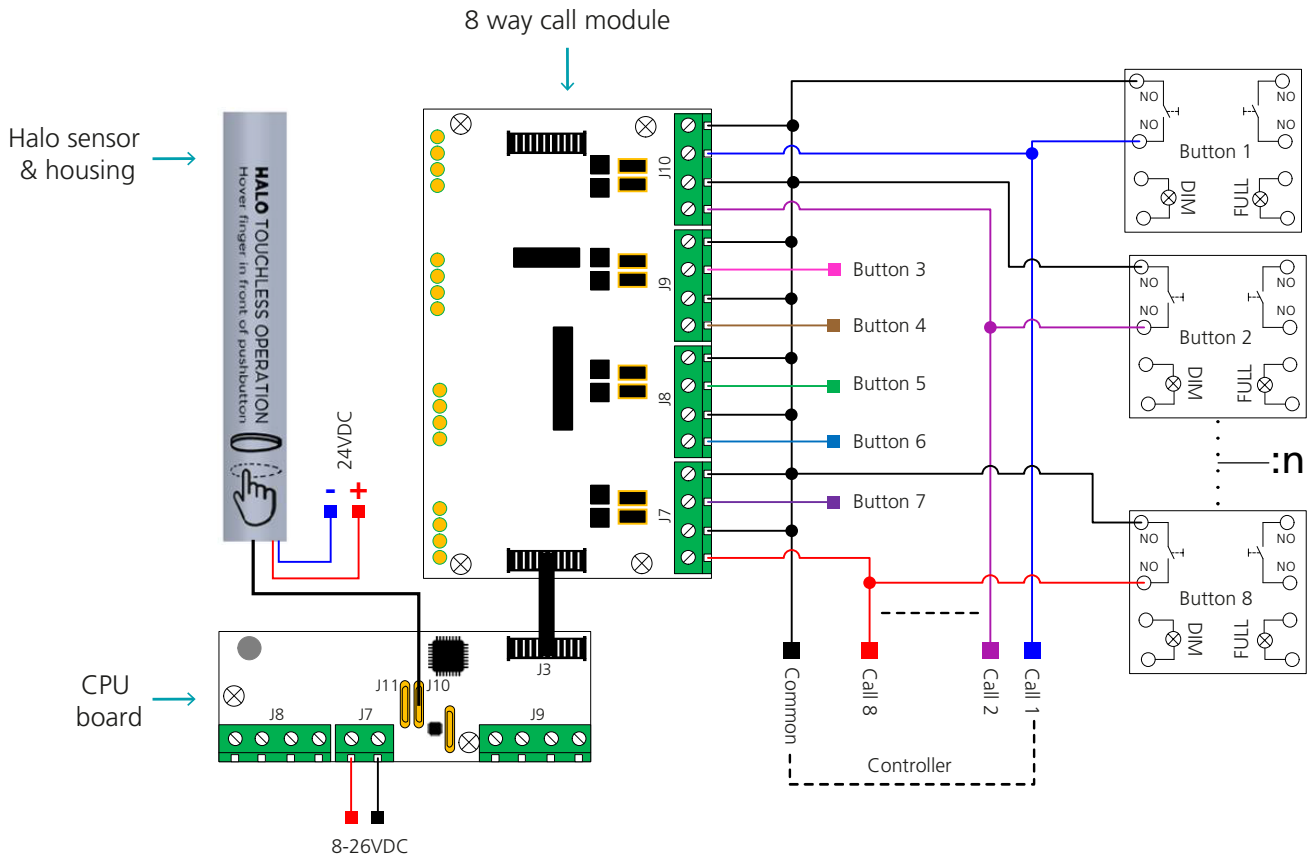 8 way call module
Halo sensor
& housing
HALO TOUCHLESS OPERATION
Hover finger in front of pushbutton
24VDC
-
+
J10
J9
J8
J7
Button 3
Button 4
Button 5
Button 6
Button 7
NO
NO
NO
NO
Button 1
DIM
FULL
NO
NO
NO
NO
Button 2
DIM
FULL
:n
NO
NO
NO
NO
Button 8
DIM
FULL
Common
Call 8
Call 2
Call 1
Controller
CPU
board
J3
J11
J10
J8
J7
J9
8-26VDC